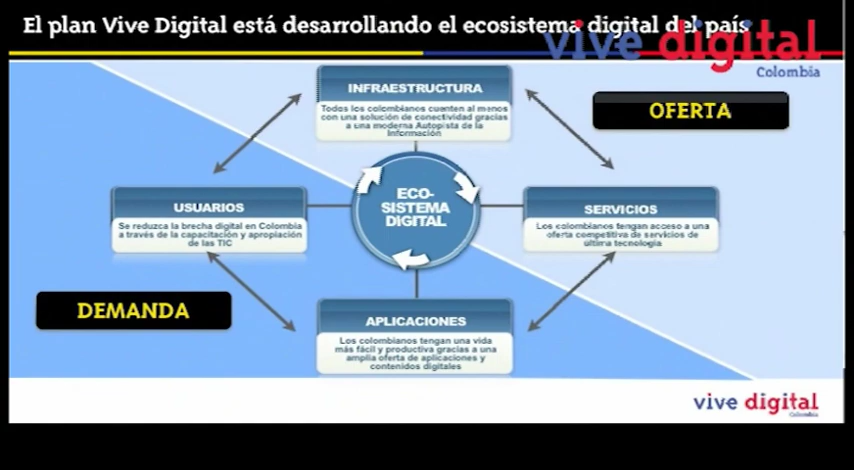 El plan Vive Digital está desarrollando el ecosistema digital del país
vive digital
Colombia
INFRAESTRUCTURA
Todos los colombianos cuenten al menos
con una solución de conectividad gracias
a una moderna Autopista de la
Información
OFERTA
USUARIOS
Se reduzca la brecha digital en Colombia
a través de la capacitación y apropiación
de las TIC
ECO-
SISTEMA
DIGITAL
SERVICIOS
Los colombianos tengan acceso a una
oferta competitiva de servicios de
última tecnología
DEMANDA
APLICACIONES
Los colombianos tengan una vida
más fácil y productiva gracias a una
amplia oferta de aplicaciones y
contenidos digitales
vive digital
Colombia